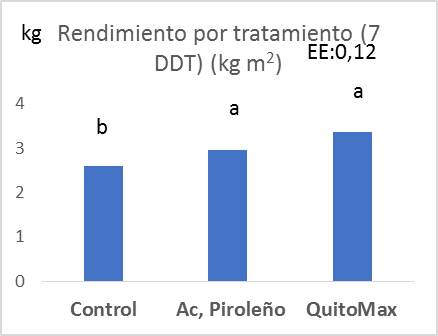 kg
Rendimiento por tratamiento (7
DDT) (kg m²)
EE:0,12
4
3
2
1
0
b
a
a
Control
Ac, Piroleño
QuitoMax